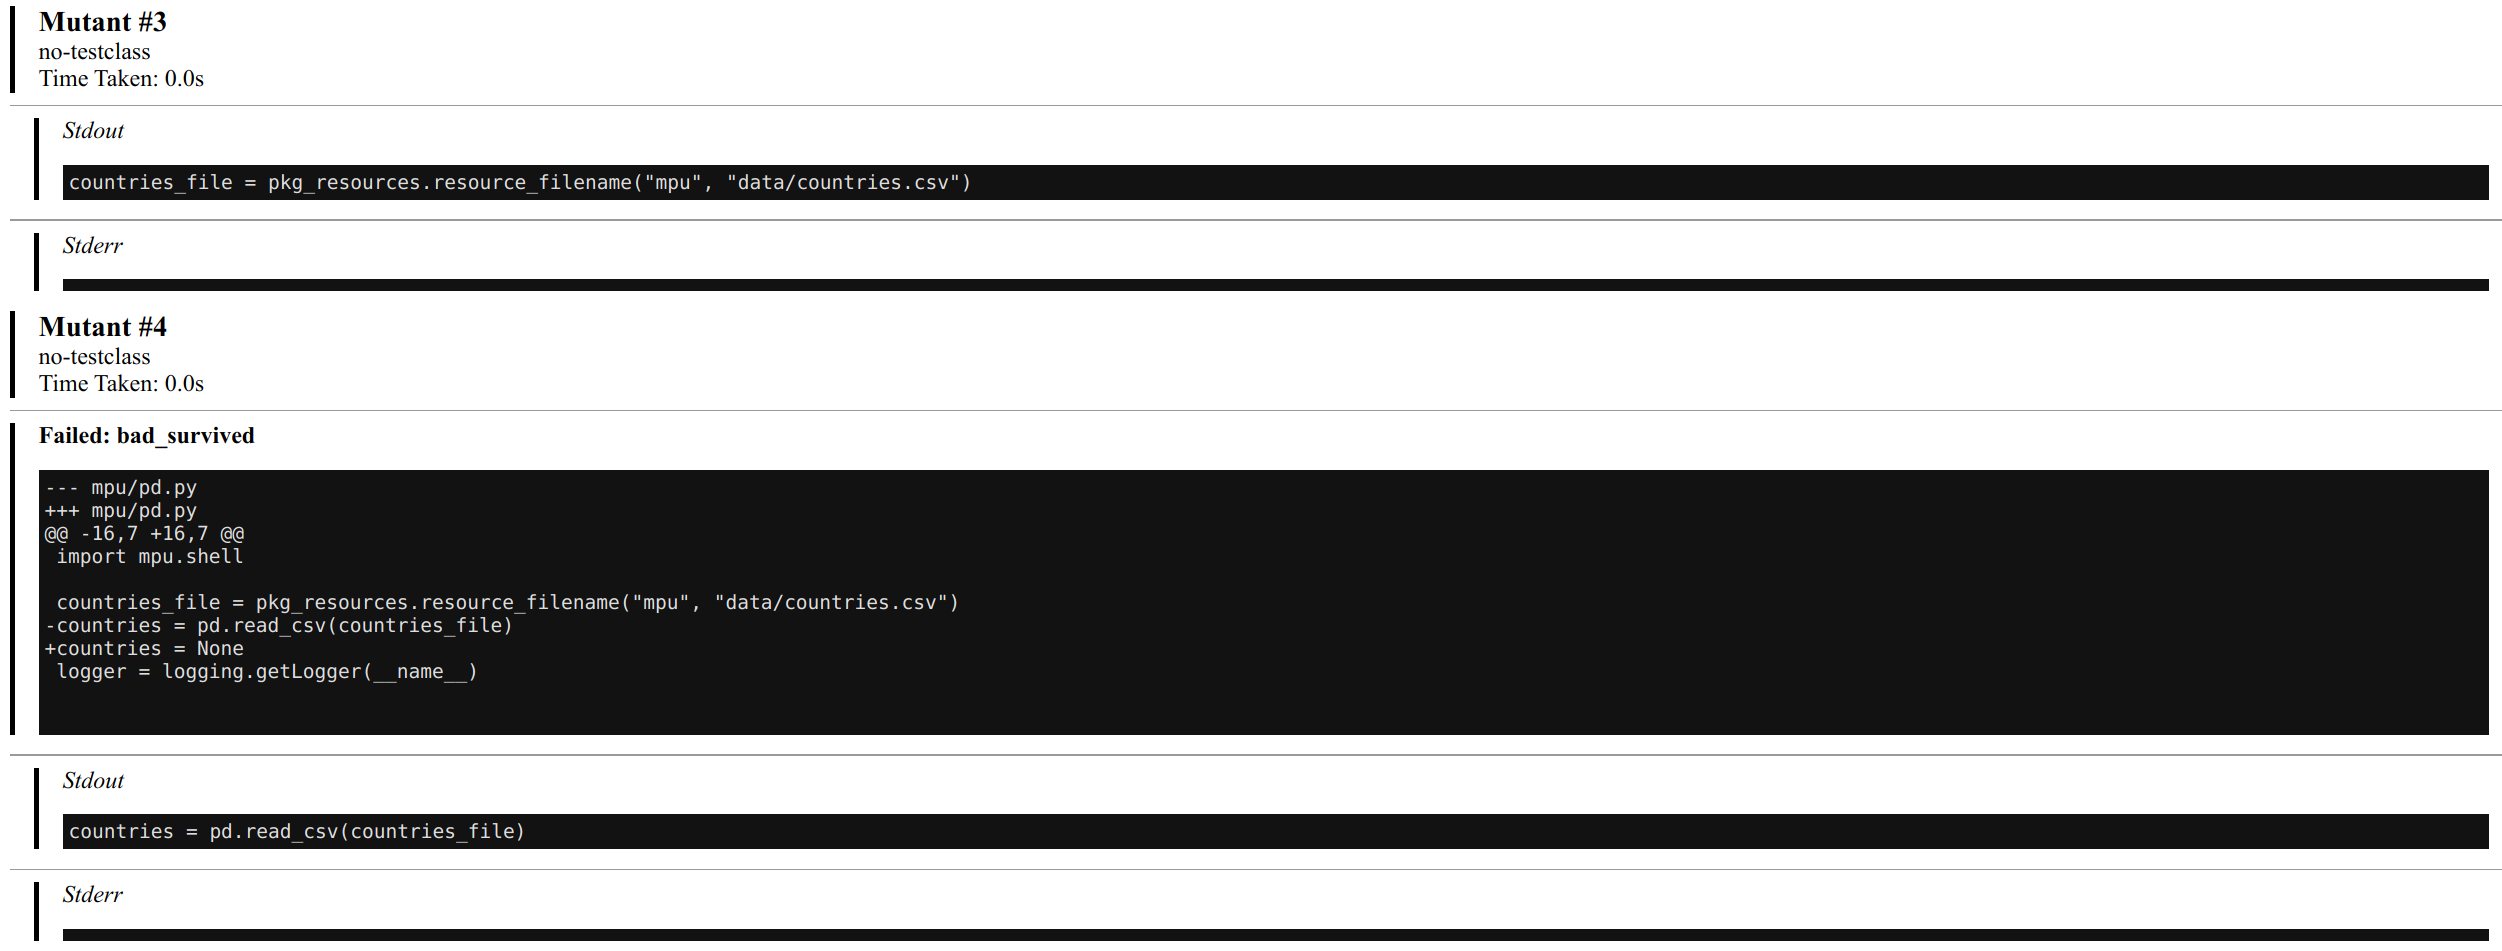 Mutant #3
no-testclass
Time Taken: 0.0s
Stdout
countries_file = pkg_resources.resource_filename("mpu", "data/countries.csv")
Stderr
Mutant #4
no-testclass
Time Taken: 0.0s
Failed: bad_survived
--- mpu/pd.py
+++ mpu/pd.py
@@ -16,7 +16,7 @@
 import mpu.shell
 countries_file = pkg_resources.resource_filename("mpu", "data/countries.csv")
-countries = pd.read_csv(countries_file)
+countries = None
 logger = logging.getLogger(__name__)
Stdout
countries = pd.read_csv(countries_file)
Stderr